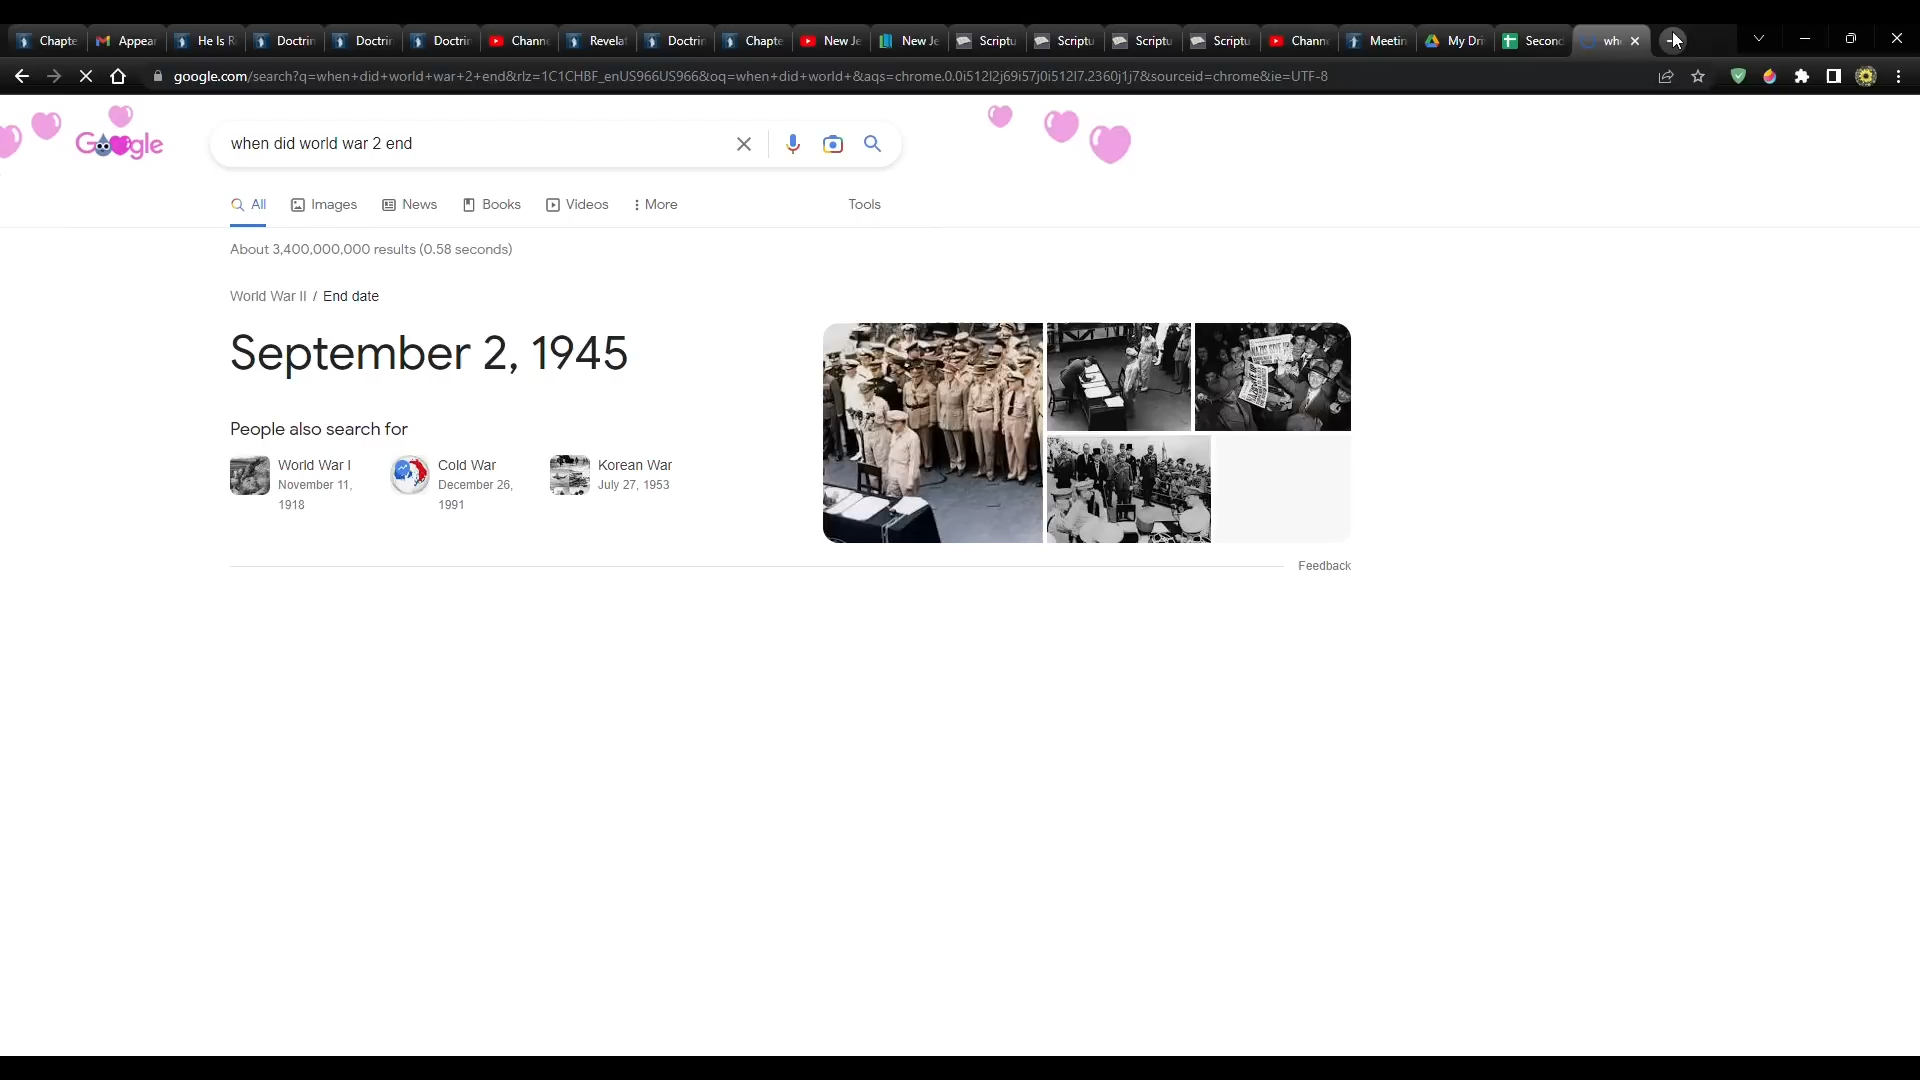 Chapte Appear He Is R Doctrin Doctrin Doctrin Chann Revelat Doctrin Chapte New Je New Je Scriptu Scriptu Scriptu Scriptu Chann Meetin My Dri Second wh
google.com/search?q=when+did+world+war+2+end&rlz=1C1CHBF_enUS966US966&oq=when+did+world+&aqs=chrome.0.0i512l2j69i57j0i512l7.2360j1j7&sourceid=chrome&ie=UTF-8
Google
when did world war 2 end
All Images News Books Videos More Tools
About 3,400,000,000 results (0.58 seconds)
World War II / End date
September 2, 1945
People also search for
World War I
November 11,
1918
Cold War
December 26,
1991
Korean War
July 27, 1953
Feedback